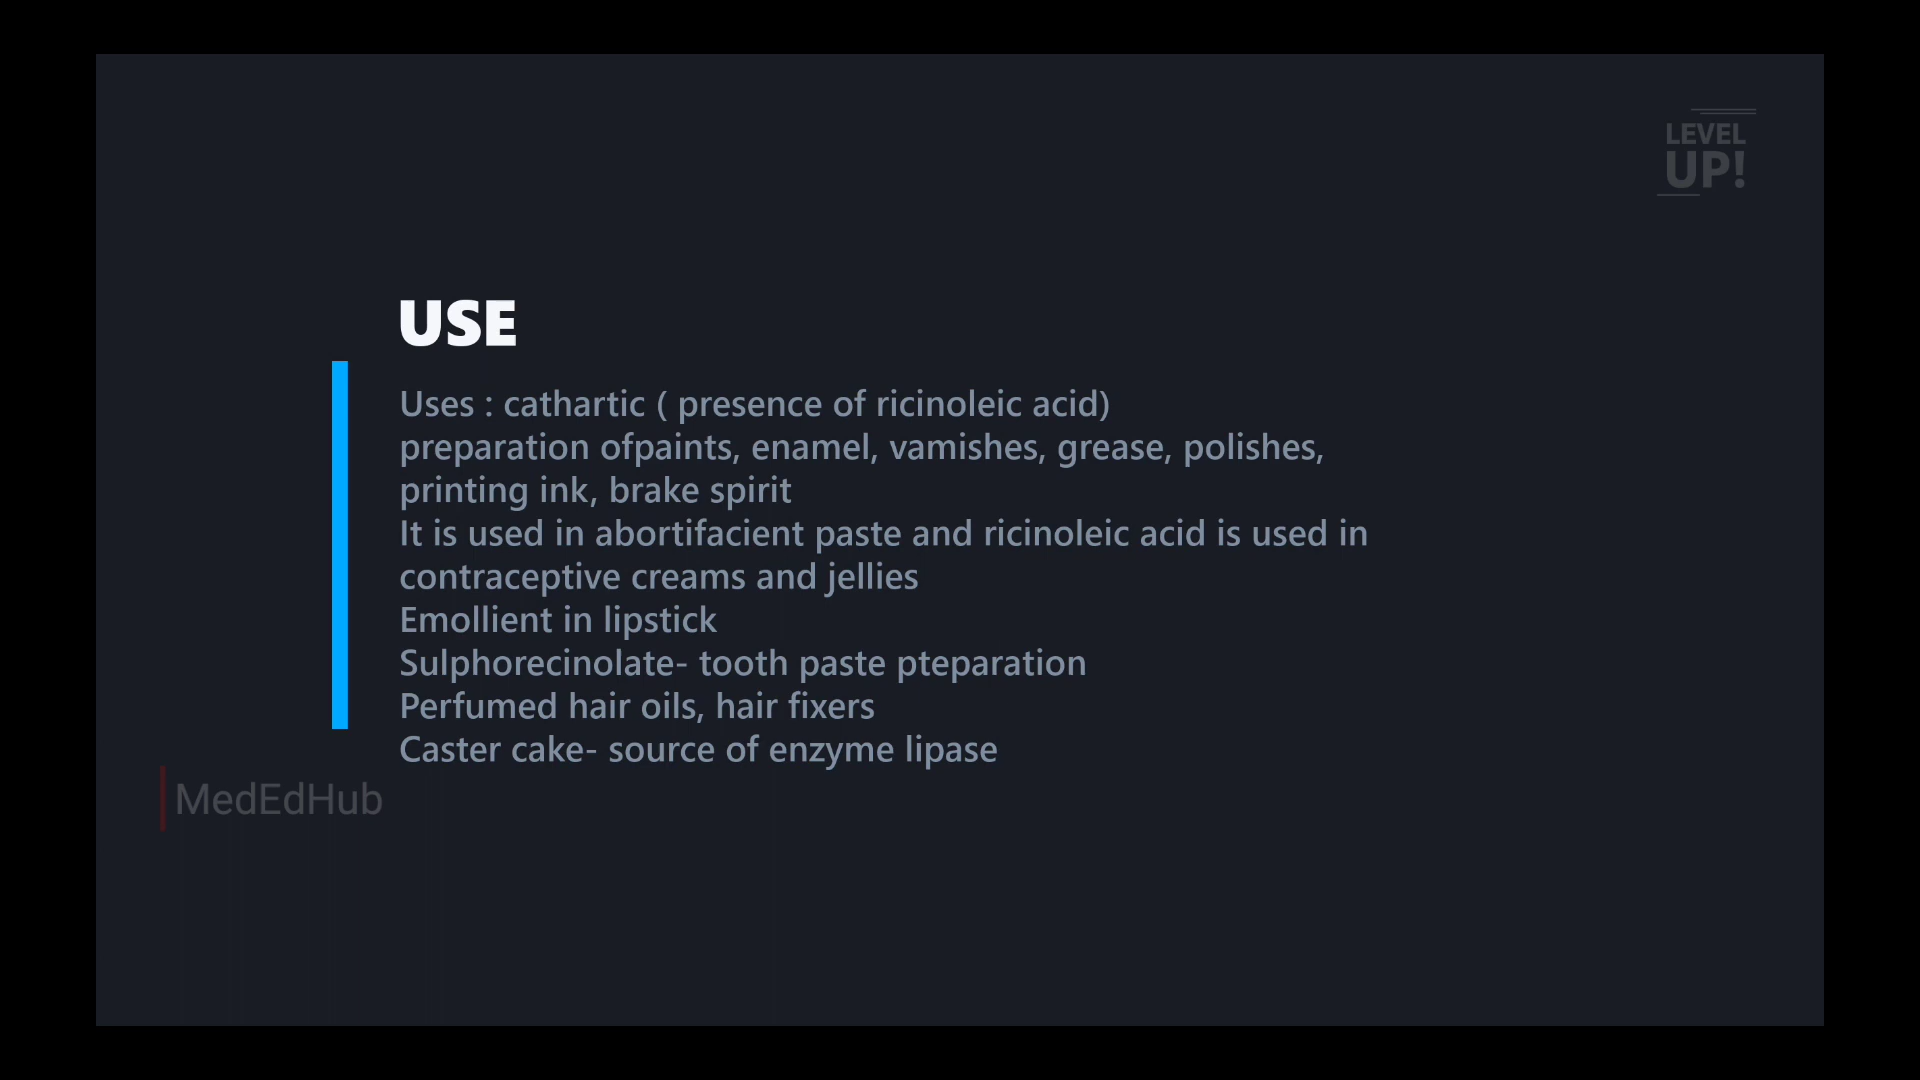 LEVEL
UP!
USE
Uses : cathartic ( presence of ricinoleic acid)
preparation ofpaints, enamel, vamishes, grease, polishes,
printing ink, brake spirit
It is used in abortifacient paste and ricinoleic acid is used in
contraceptive creams and jellies
Emollient in lipstick
Sulphorecinolate- tooth paste pteparation
Perfumed hair oils, hair fixers
Caster cake- source of enzyme lipase
MedEdHub